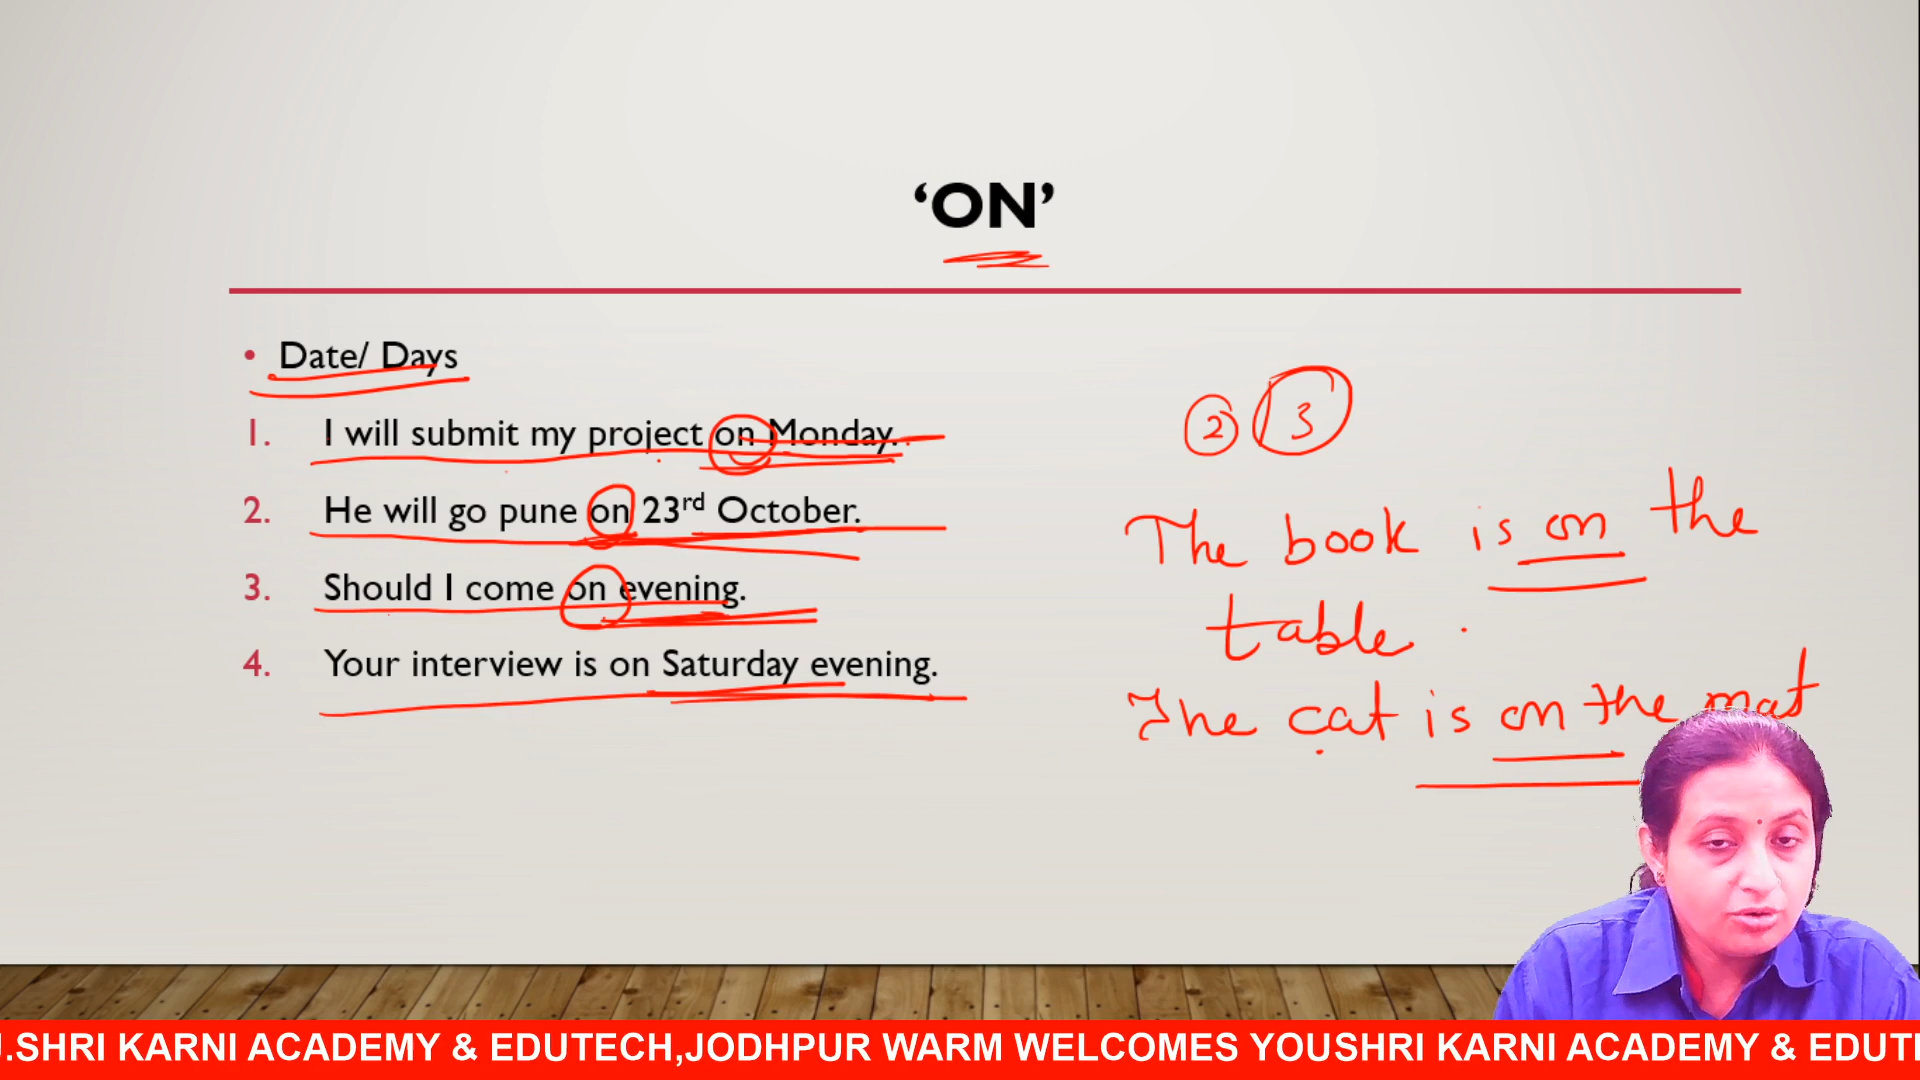 ‘ON’
• Date/ Days
1. I will submit my project on Monday.
2. He will go pune on 23rd October.
3. Should I come on evening.
4. Your interview is on Saturday evening.
2 3
The book is on the
table .
The cat is on the mat
J.SHRI KARNI ACADEMY & EDUTECH,JODHPUR WARM WELCOMES YOUSHRI KARNI ACADEMY & EDUT